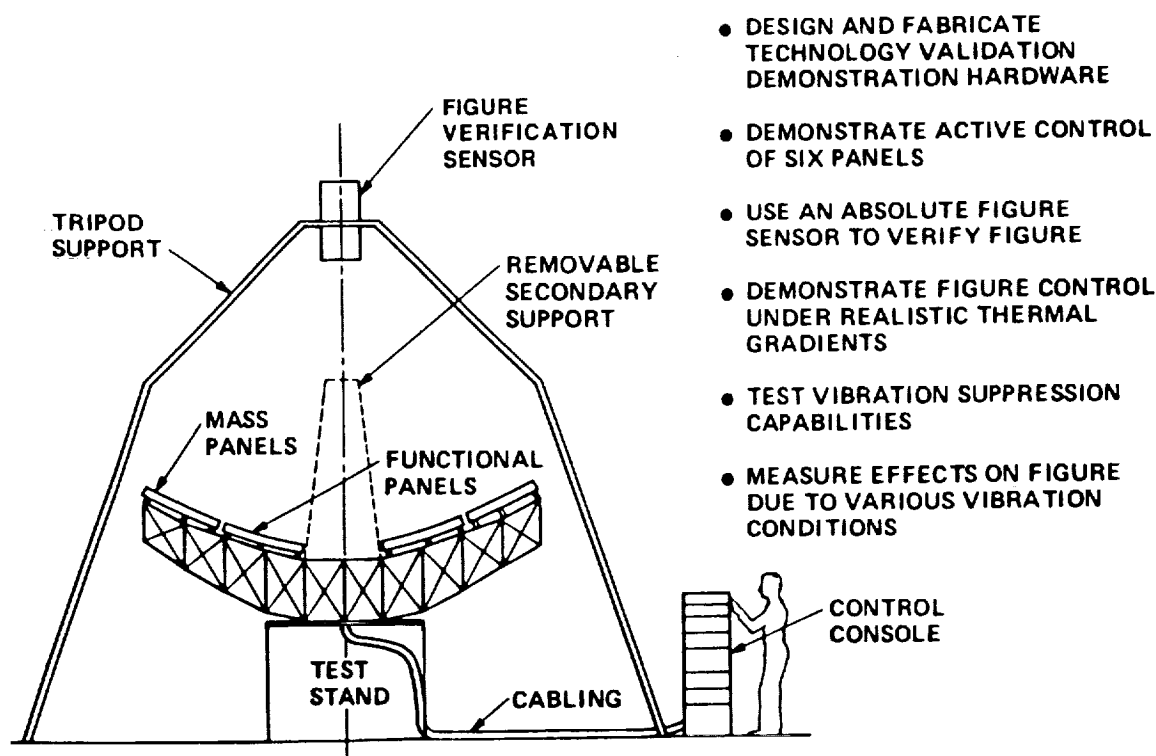 FIGURE
VERIFICATION
SENSOR
TRIPOD
SUPPORT
REMOVABLE
SECONDARY
SUPPORT
MASS
PANELS
FUNCTIONAL
PANELS
TEST
STAND
CABLING
CONTROL
CONSOLE
● DESIGN AND FABRICATE
TECHNOLOGY VALIDATION
DEMONSTRATION HARDWARE
● DEMONSTRATE ACTIVE CONTROL
OF SIX PANELS
● USE AN ABSOLUTE FIGURE
SENSOR TO VERIFY FIGURE
● DEMONSTRATE FIGURE CONTROL
UNDER REALISTIC THERMAL
GRADIENTS
● TEST VIBRATION SUPPRESSION
CAPABILITIES
● MEASURE EFFECTS ON FIGURE
DUE TO VARIOUS VIBRATION
CONDITIONS